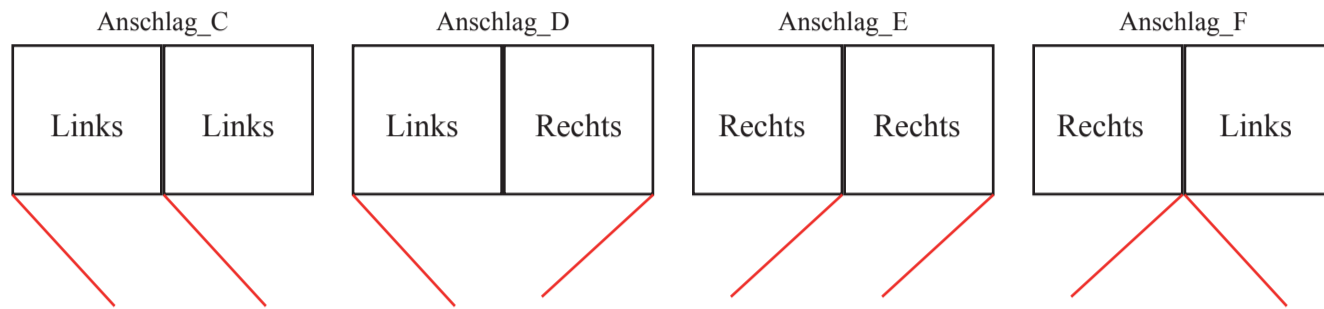 Anschlag_C
Anschlag_D
Anschlag_E
Anschlag_F
Links Links
Links Rechts
Rechts Rechts
Rechts Links